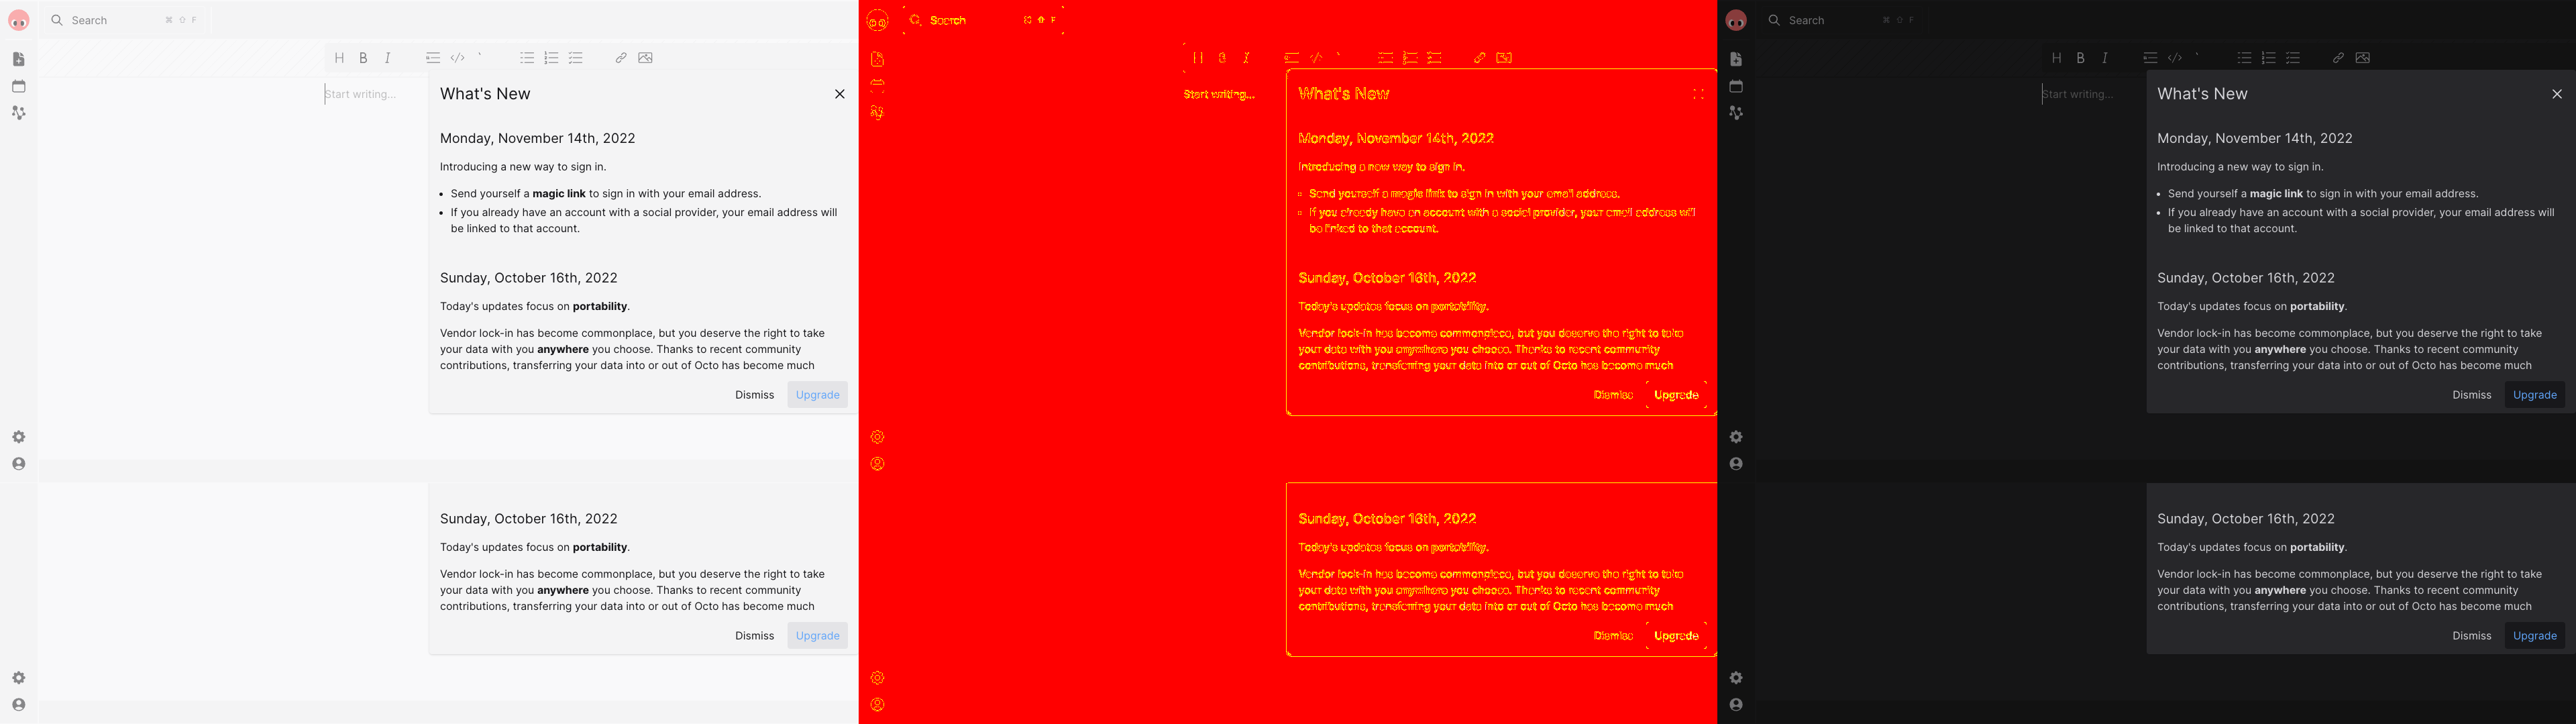 Search ⌘ ⇧ F
H B I </>
Start writing...
What's New
Monday, November 14th, 2022
Introducing a new way to sign in.
• Send yourself a magic link to sign in with your email address.
• If you already have an account with a social provider, your email address will
be linked to that account.
Sunday, October 16th, 2022
Today's updates focus on portability.
Vendor lock-in has become commonplace, but you deserve the right to take
your data with you anywhere you choose. Thanks to recent community
contributions, transferring your data into or out of Octo has become much
Dismiss Upgrade
Sunday, October 16th, 2022
Today's updates focus on portability.
Vendor lock-in has become commonplace, but you deserve the right to take
your data with you anywhere you choose. Thanks to recent community
contributions, transferring your data into or out of Octo has become much
Dismiss Upgrade
Search ⌘ ⇧ F
H B I </>
Start writing...
What's New
Monday, November 14th, 2022
Introducing a new way to sign in.
Send yourself a magic link to sign in with your email address.
If you already have an account with a social provider, your email address will
be linked to that account.
Sunday, October 16th, 2022
Today's updates focus on portability.
Vendor lock-in has become commonplace, but you deserve the right to take
your data with you anywhere you choose. Thanks to recent community
contributions, transferring your data into or out of Octo has become much
Dismiss Upgrade
Sunday, October 16th, 2022
Today's updates focus on portability.
Vendor lock-in has become commonplace, but you deserve the right to take
your data with you anywhere you choose. Thanks to recent community
contributions, transferring your data into or out of Octo has become much
Dismiss Upgrade
Search ⌘ ⇧ F
H B I </>
Start writing...
What's New
Monday, November 14th, 2022
Introducing a new way to sign in.
• Send yourself a magic link to sign in with your email address.
• If you already have an account with a social provider, your email address will
be linked to that account.
Sunday, October 16th, 2022
Today's updates focus on portability.
Vendor lock-in has become commonplace, but you deserve the right to take
your data with you anywhere you choose. Thanks to recent community
contributions, transferring your data into or out of Octo has become much
Dismiss Upgrade
Sunday, October 16th, 2022
Today's updates focus on portability.
Vendor lock-in has become commonplace, but you deserve the right to take
your data with you anywhere you choose. Thanks to recent community
contributions, transferring your data into or out of Octo has become much
Dismiss Upgrade